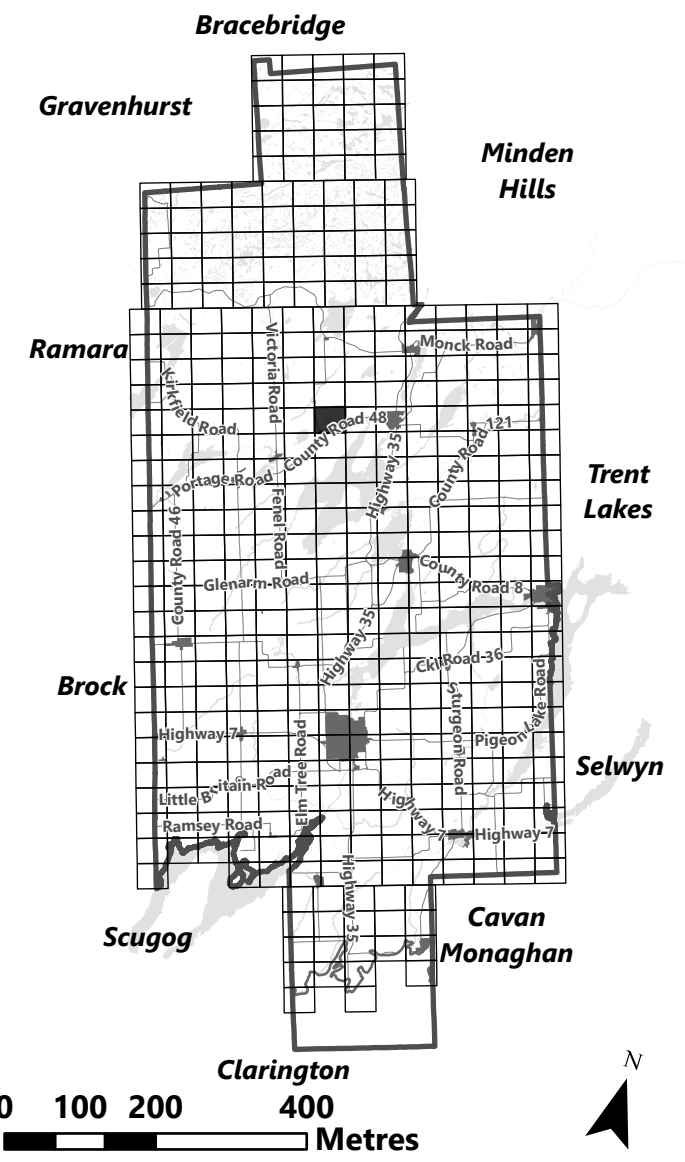 Bracebridge
Gravenhurst
Minden
Hills
Ramara
Monck Road
Victoria Road
Kirkfield Road
County Road 48
County Road 121
Highway 35
Portage Road
Trent
Lakes
Fenel Road
County Road 46
Glenarm Road
County Road 8
Highway 35
Ckl Road 36
Brock
Sturgeon Road
Pigeon Lake Road
Highway 7
Elm Tree Road
Selwyn
Little Britain Road
Highway 7
Ramsey Road
Highway 7
Highway 35
Scugog
Cavan
Monaghan
Clarington
N
0 100 200 400
Metres